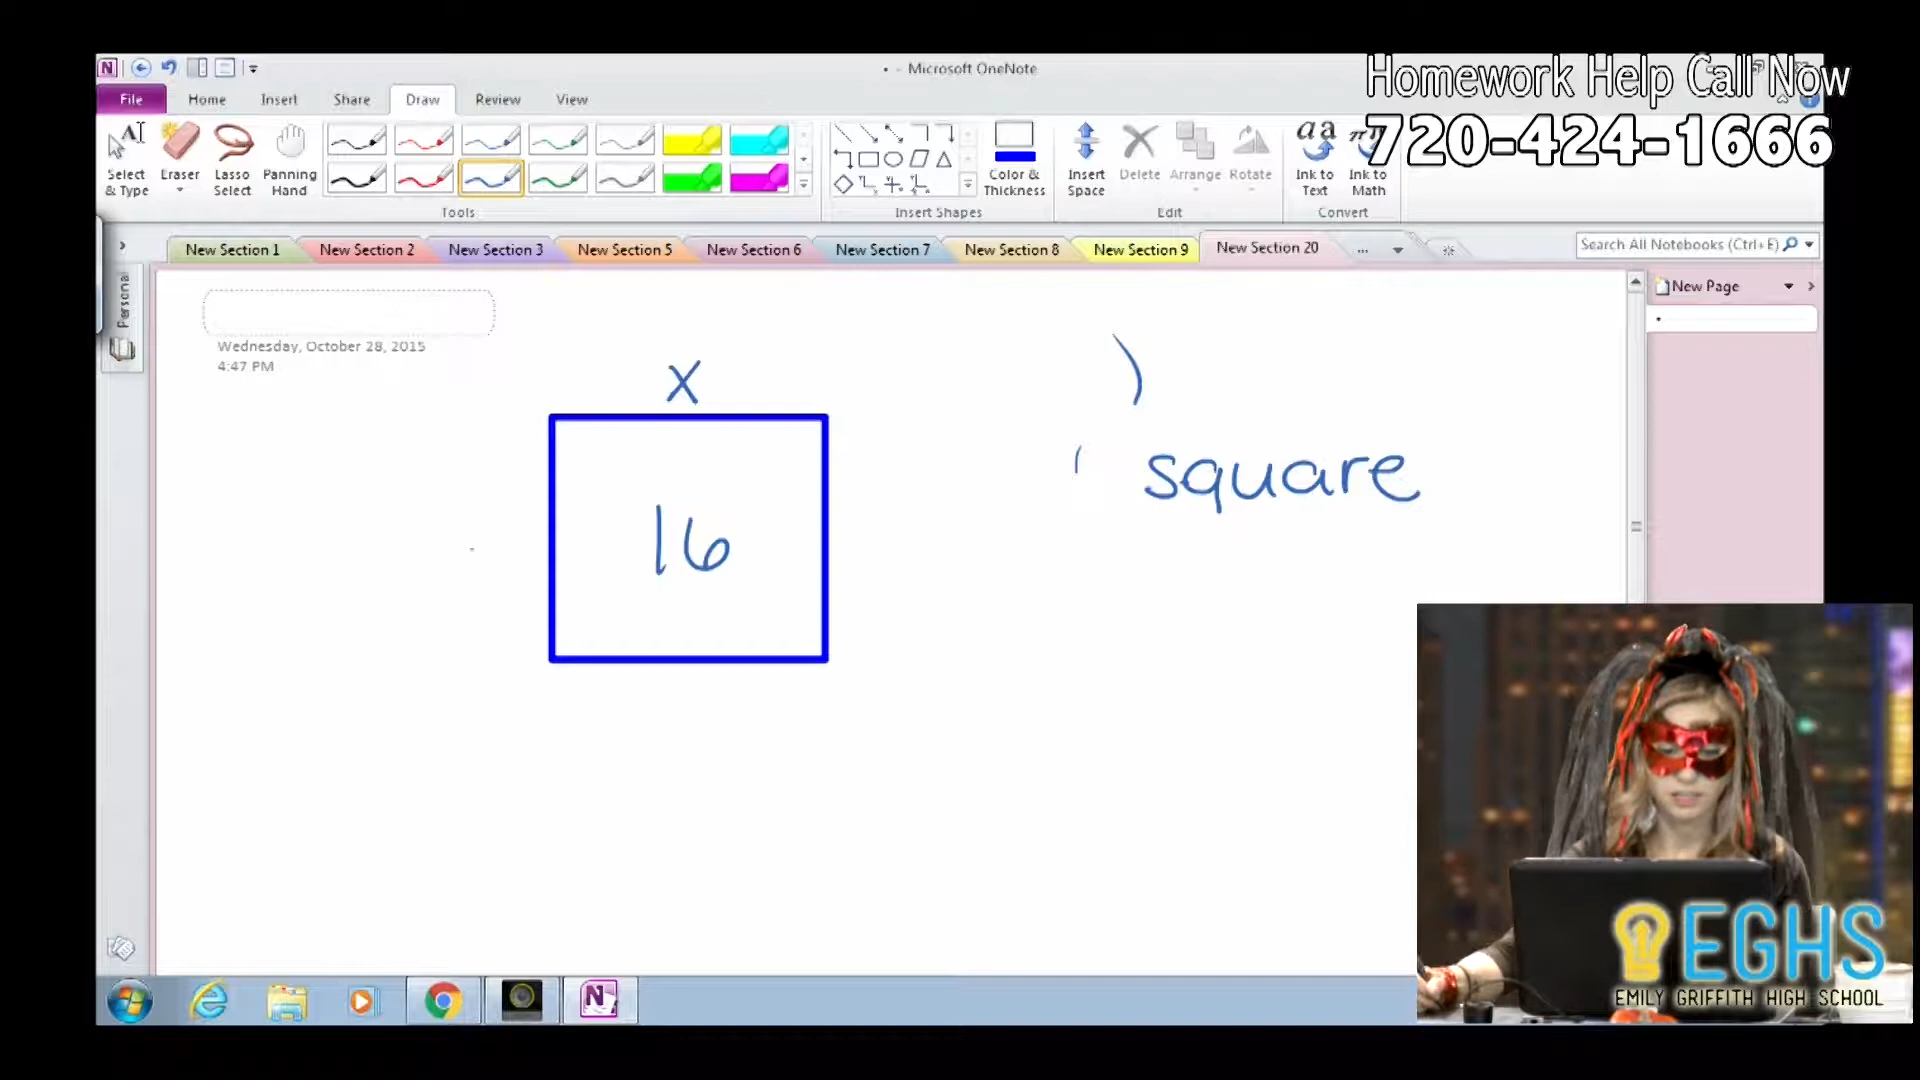 Microsoft OneNote
Homework Help Call Now
720-424-1666
File Home Insert Share Draw Review View
Select & Type
Eraser
Lasso Select
Panning Hand
Color & Thickness
Insert Space
Delete
Arrange
Rotate
Ink to Text
Ink to Math
Tools
Insert Shapes
Edit
Convert
New Section 1
New Section 2
New Section 3
New Section 5
New Section 6
New Section 7
New Section 8
New Section 9
New Section 20
...
Search All Notebooks (Ctrl+E)
Personal
New Page
Wednesday, October 28, 2015
4:47 PM
x
square
16
EGHS
EMILY GRIFFITH HIGH SCHOOL